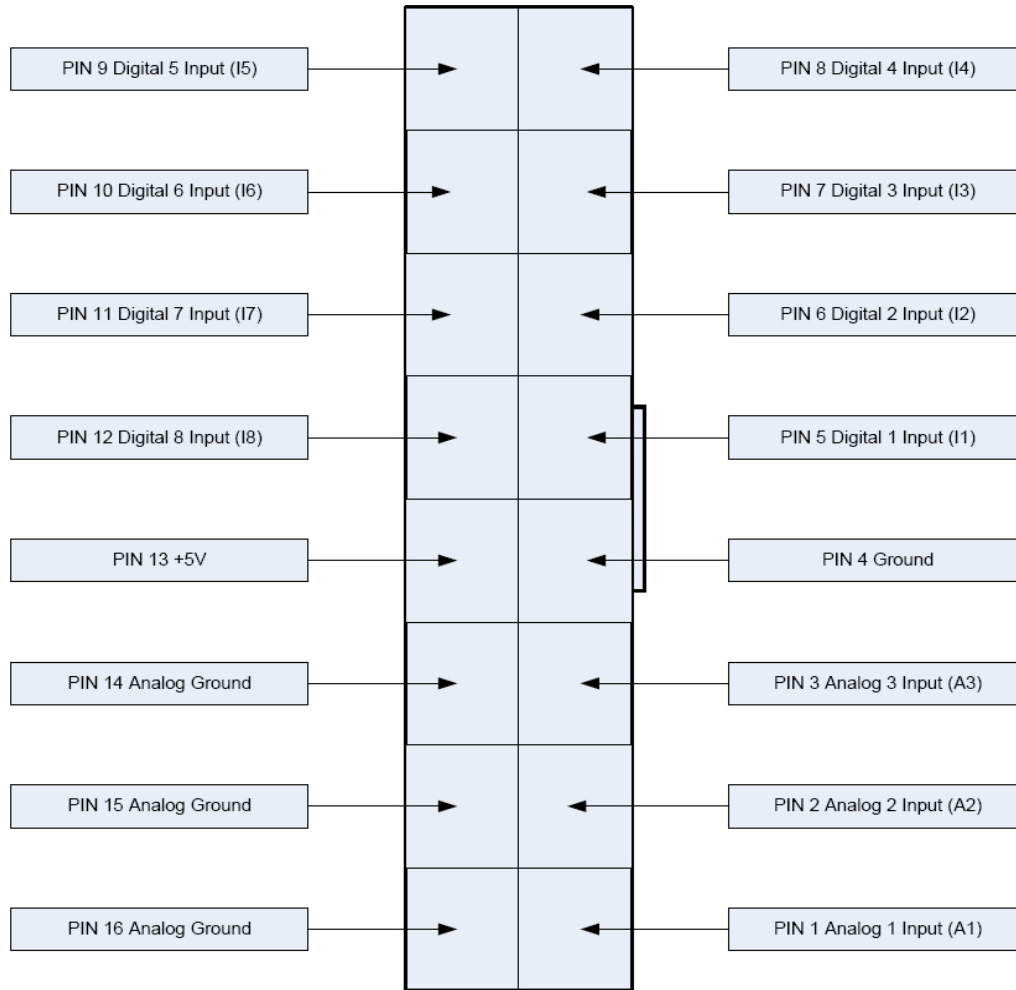 PIN 9 Digital 5 Input (I5)
PIN 8 Digital 4 Input (I4)
PIN 10 Digital 6 Input (I6)
PIN 7 Digital 3 Input (I3)
PIN 11 Digital 7 Input (I7)
PIN 6 Digital 2 Input (I2)
PIN 12 Digital 8 Input (I8)
PIN 5 Digital 1 Input (I1)
PIN 13 +5V
PIN 4 Ground
PIN 14 Analog Ground
PIN 3 Analog 3 Input (A3)
PIN 15 Analog Ground
PIN 2 Analog 2 Input (A2)
PIN 16 Analog Ground
PIN 1 Analog 1 Input (A1)